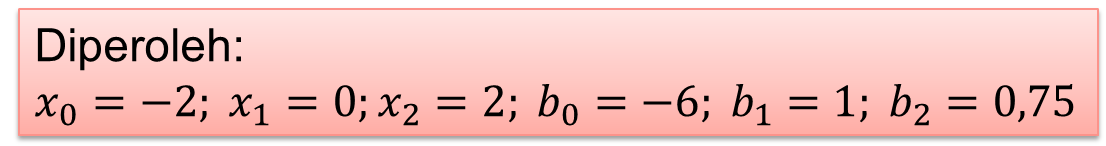 Diperoleh:
𝑥₀ = −2; 𝑥₁ = 0; 𝑥₂ = 2; 𝑏₀ = −6; 𝑏₁ = 1; 𝑏₂ = 0,75